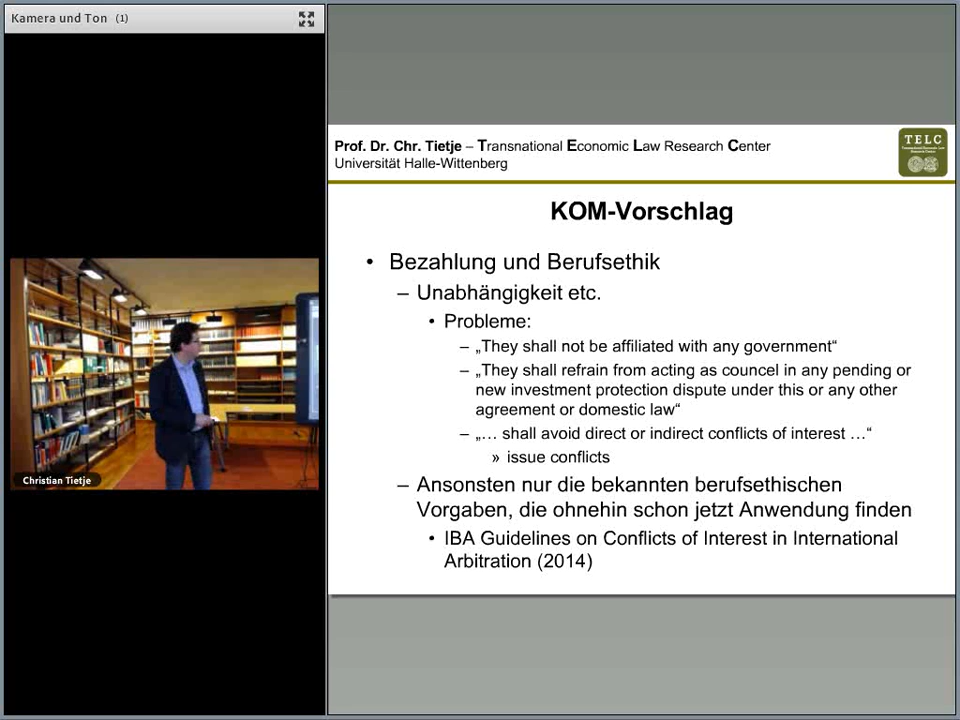 Kamera und Ton (1)
Prof. Dr. Chr. Tietje – Transnational Economic Law Research Center
Universität Halle-Wittenberg
TELC
KOM-Vorschlag
• Bezahlung und Berufsethik
– Unabhängigkeit etc.
• Probleme:
– „They shall not be affiliated with any government“
– „They shall refrain from acting as councel in any pending or
new investment protection dispute under this or any other
agreement or domestic law“
– „… shall avoid direct or indirect conflicts of interest …“
» issue conflicts
– Ansonsten nur die bekannten berufsethischen
Vorgaben, die ohnehin schon jetzt Anwendung finden
• IBA Guidelines on Conflicts of Interest in International
Arbitration (2014)
Christian Tietje